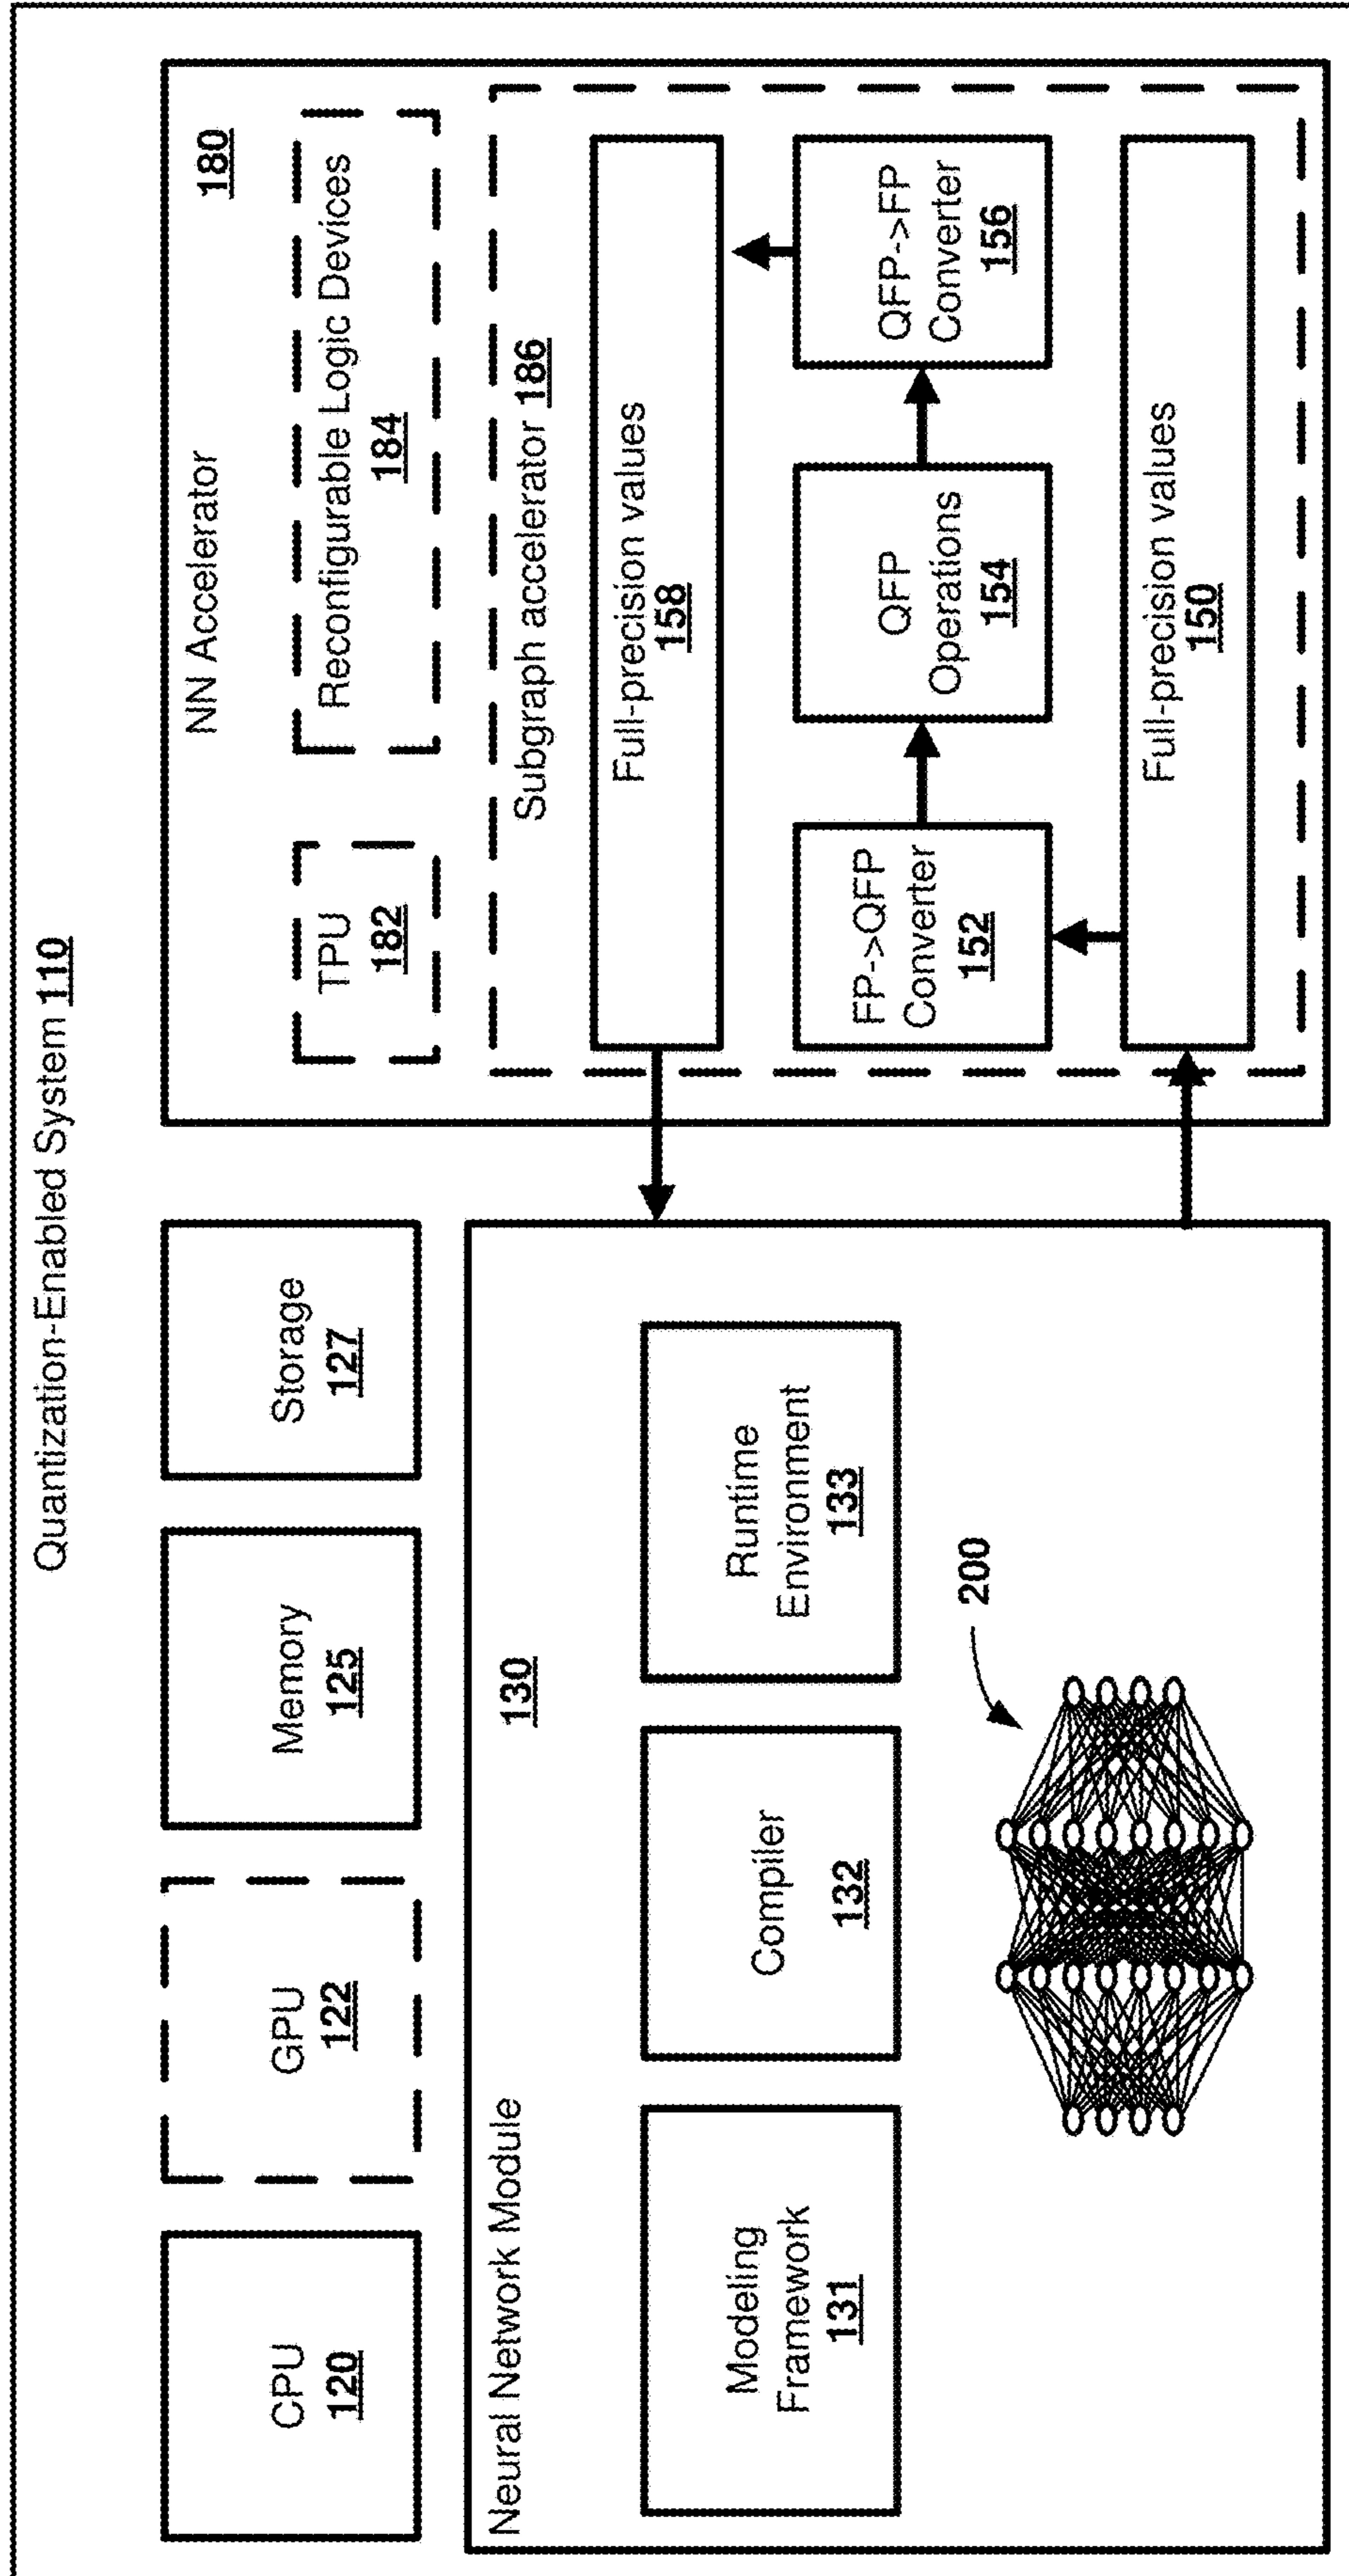 Quantization-Enabled System 110
CPU
120
GPU
122
Memory
125
Storage
127
Neural Network Module
130
Modeling
Framework
131
Compiler
132
Runtime
Environment
133
200
NN Accelerator
180
TPU
182
Reconfigurable Logic Devices
184
Subgraph accelerator 186
Full-precision values
158
FP->QFP
Converter
152
QFP
Operations
154
QFP->FP
Converter
156
Full-precision values
150